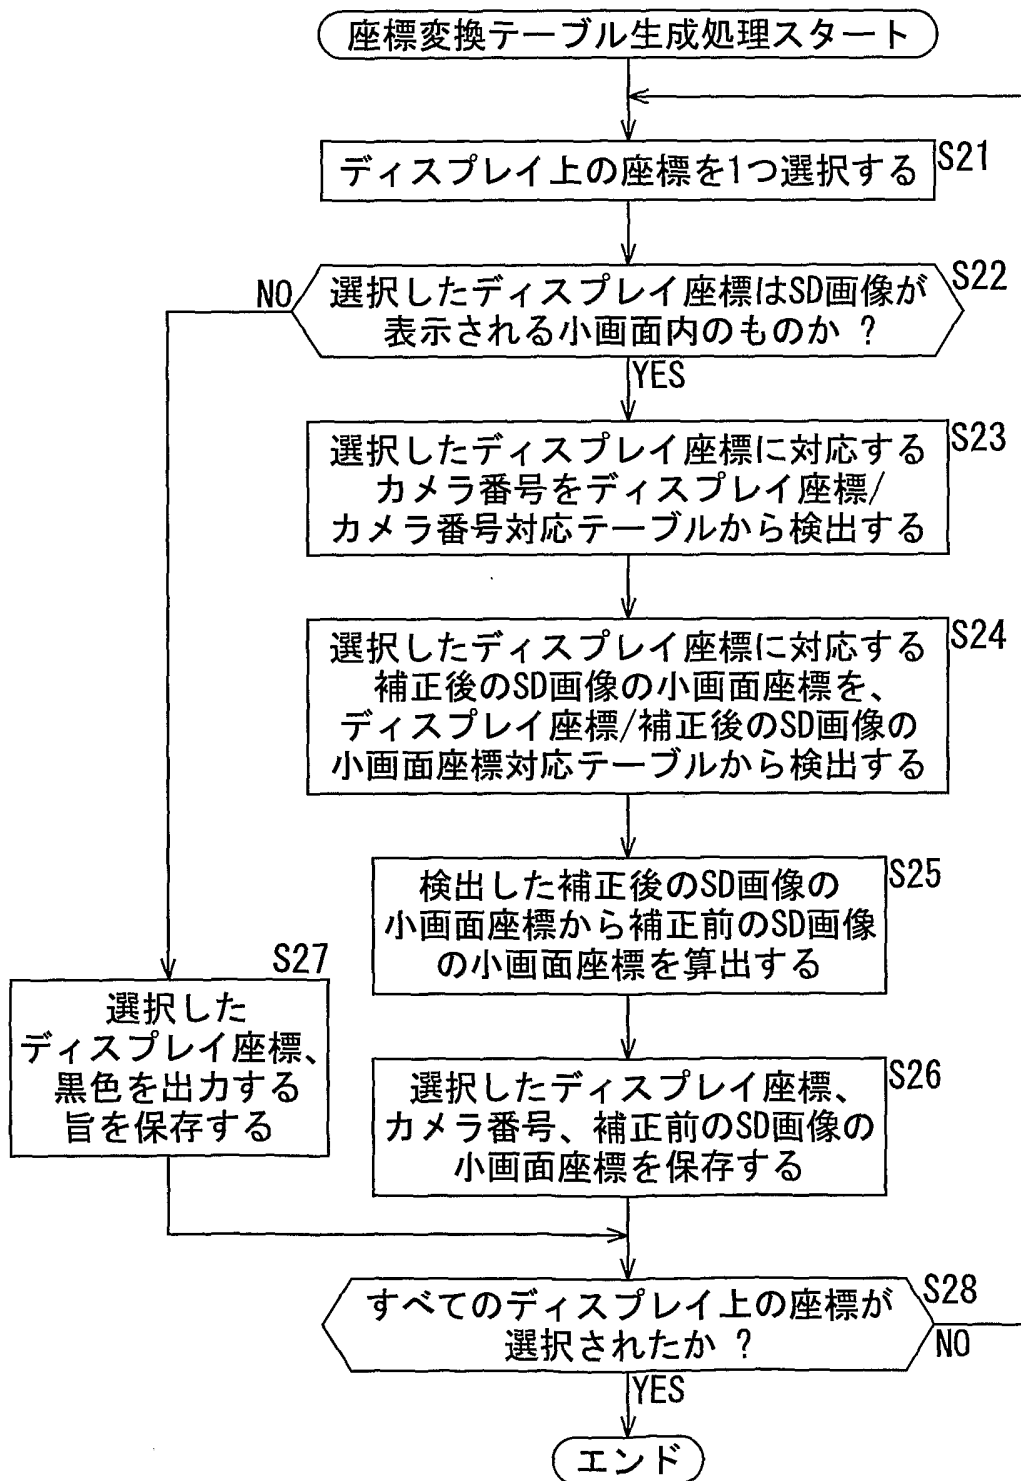 座標変換テーブル生成処理スタート
ディスプレイ上の座標を1つ選択する
S21
選択したディスプレイ座標はSD画像が
表示される小画面内のものか ?
S22
NO
YES
選択したディスプレイ座標に対応する
カメラ番号をディスプレイ座標/
カメラ番号対応テーブルから検出する
S23
選択したディスプレイ座標に対応する
補正後のSD画像の小画面座標を、
ディスプレイ座標/補正後のSD画像の
小画面座標対応テーブルから検出する
S24
検出した補正後のSD画像の
小画面座標から補正前のSD画像
の小画面座標を算出する
S25
S27
選択した
ディスプレイ座標、
黒色を出力する
旨を保存する
選択したディスプレイ座標、
カメラ番号、補正前のSD画像の
小画面座標を保存する
S26
すべてのディスプレイ上の座標が
選択されたか ?
S28
NO
YES
エンド